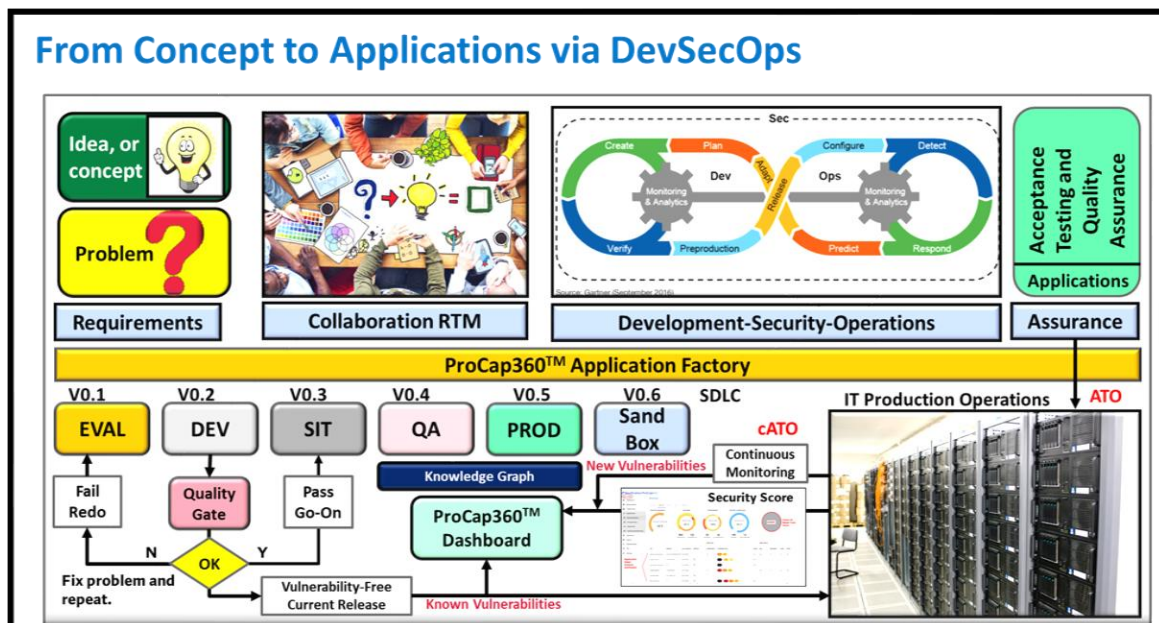 From Concept to Applications via DevSecOps
Idea, or
concept
Problem
Requirements
Collaboration RTM
Sec
Create
Plan
Configure
Detect
Dev
Ops
Adapt
Release
Monitoring
& Analytics
Monitoring
& Analytics
Verify
Preproduction
Predict
Respond
Source: Gartner (September 2016)
Development-Security-Operations
Acceptance
Testing and
Quality
Assurance
Applications
Assurance
ProCap360TM Application Factory
V0.1
V0.2
V0.3
V0.4
V0.5
V0.6
SDLC
EVAL
DEV
SIT
QA
PROD
Sand
Box
IT Production Operations
ATO
cATO
Continuous
Monitoring
New Vulnerabilities
Knowledge Graph
Fail
Redo
Quality
Gate
Pass
Go-On
ProCap360TM
Dashboard
Security Score
N
OK
Y
Fix problem and
repeat.
Vulnerability-Free
Current Release
Known Vulnerabilities